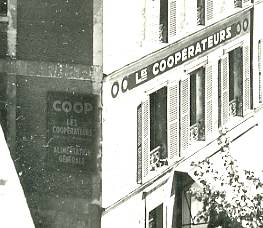 LES COOPÉRATEURS
COOP
LES
COOPÉRATEURS
ALIMENTATION
GÉNÉRALE